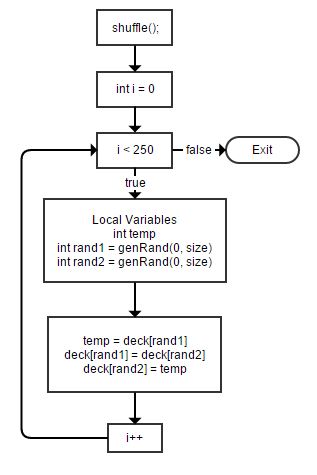 shuffle();
int i = 0
i < 250
false
Exit
true
Local Variables
int temp
int rand1 = genRand(0, size)
int rand2 = genRand(0, size)
temp = deck[rand1]
deck[rand1] = deck[rand2]
deck[rand2] = temp
i++